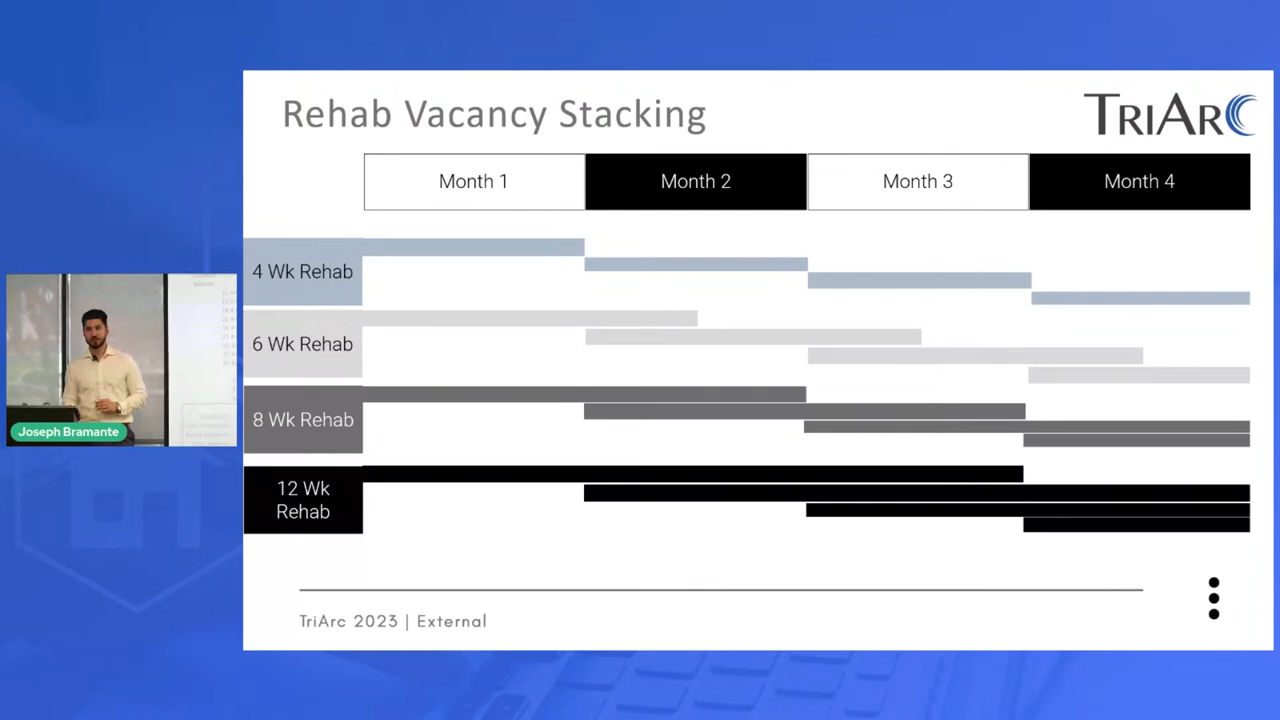 Rehab Vacancy Stacking
TRIARC
Month 1
Month 2
Month 3
Month 4
4 Wk Rehab
6 Wk Rehab
8 Wk Rehab
12 Wk
Rehab
Joseph Bramante
TriArc 2023 | External